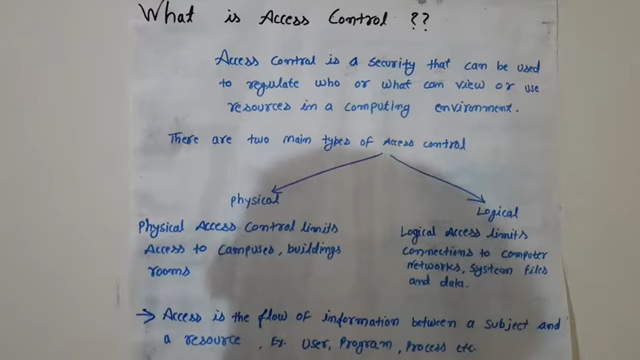 What is Access Control ??
Access Control is a security that can be used
to regulate who or what can view or use
resources in a computing environment.
There are two main types of Access control
Physical
Physical Access Control limits
Access to campuses, buildings
rooms
Logical
Logical Access limits
connections to computer
networks, system files
and data.
→ Access is the flow of information between a subject and
a resource, Ex. User, Program, Process etc.